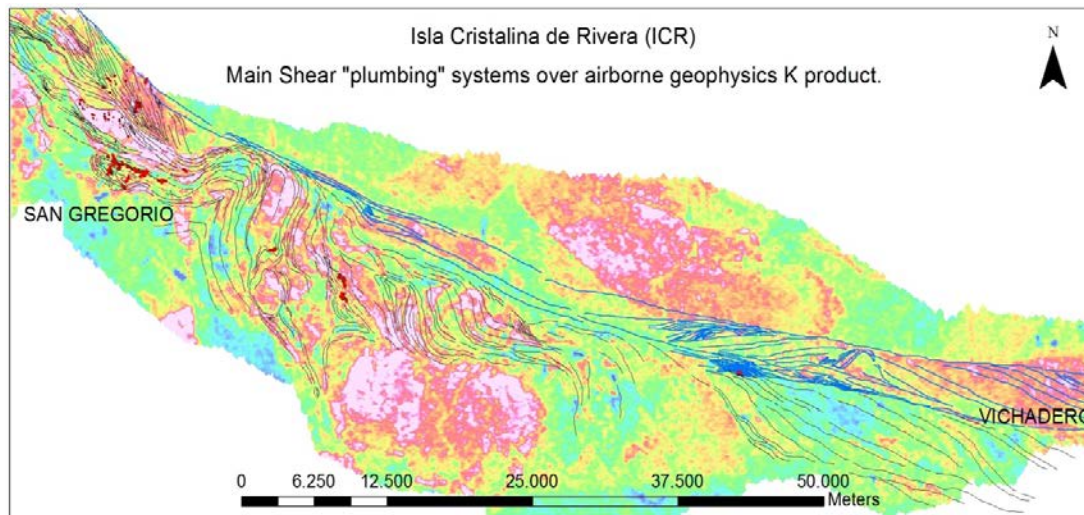 Isla Cristalina de Rivera (ICR)
Main Shear "plumbing" systems over airborne geophysics K product.
N
SAN GREGORIO
VICHADERO
0 6.250 12.500 25.000 37.500 50.000
Meters